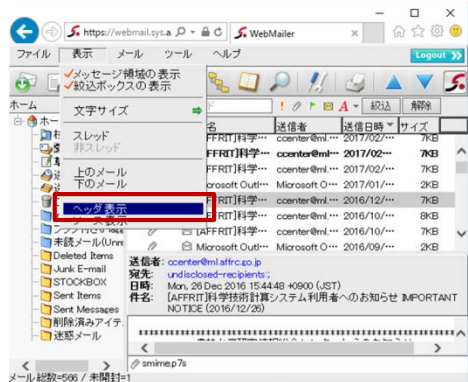 https://webmail.sys.a
WebMailer
ファイル 表示 メール ツール ヘルプ
Logout
✓メッセージ領域の表示
✓絞込ボックスの表示
文字サイズ
スレッド
非スレッド
上のメール
下のメール
ヘッダ表示
絞込 解除
ホーム
送信者 送信日時 サイズ
AFFRIT]科学… ccenter@ml.… 2017/02/… 7KB
AFFRIT]科学… ccenter@ml.… 2017/02/… 7KB
Microsoft Outl… Microsoft O… 2017/01/… 2KB
AFFRIT]科学… ccenter@ml.… 2016/12/… 7KB
AFFRIT]科学… ccenter@ml.… 2016/10/… 8KB
[AFFRIT]科学… ccenter@ml.… 2016/10/… 7KB
未読メール(Unre
Microsoft Outl… Microsoft O… 2016/09/… 2KB
Deleted Items
Junk E-mail
STOCKBOX
Sent Items
Sent Messages
削除済みアイテ.
迷惑メール
送信者: ccenter@ml.affrc.go.jp
宛先: undisclosed-recipients:;
日時: Mon, 26 Dec 2016 15:44:48 +0900 (JST)
件名: [AFFRIT]科学技術計算システム利用者へのお知らせ IMPORTANT
NOTICE (2016/12/26)
smime.p7s
メール総数=566 / 未開封=1